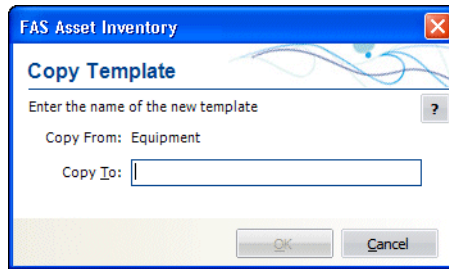 FAS Asset Inventory
Copy Template
Enter the name of the new template
?
Copy From: Equipment
Copy To:
OK
Cancel